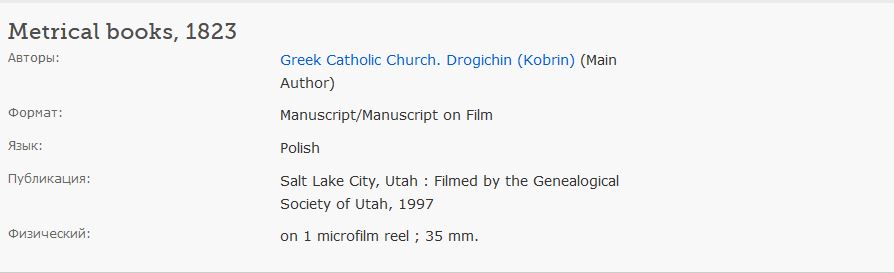 Metrical books, 1823
Авторы: Greek Catholic Church. Drogichin (Kobrin) (Main
Author)
Формат: Manuscript/Manuscript on Film
Язык: Polish
Публикация: Salt Lake City, Utah : Filmed by the Genealogical
Society of Utah, 1997
Физический: on 1 microfilm reel ; 35 mm.